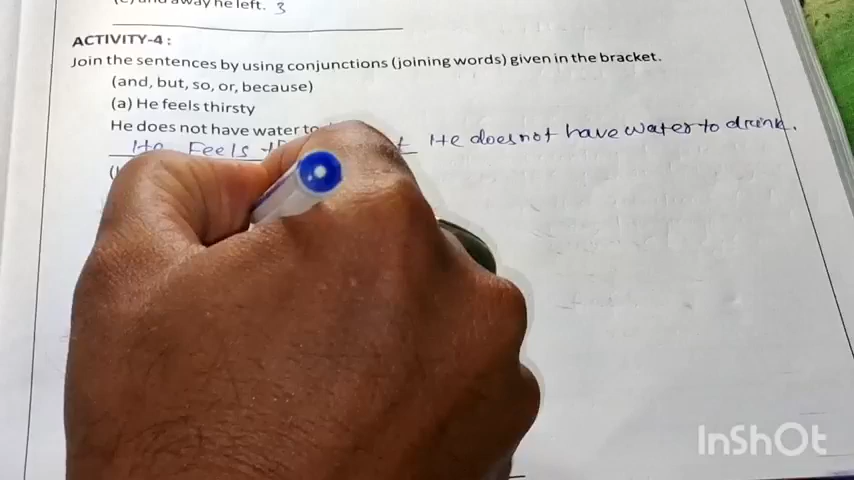 and away he left. 3
ACTIVITY-4 :
Join the sentences by using conjunctions (joining words) given in the bracket.
(and, but, so, or, because)
(a) He feels thirsty
He does not have water to
He Feels He does not have water to drink.
InShOt